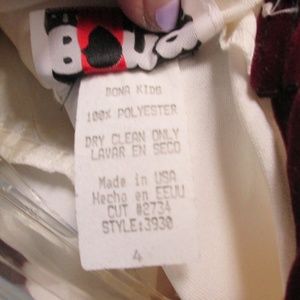 BONA KIDS
100% POLYESTER
DRY CLEAN ONLY
LAVAR EN SECO
Made in USA
Hecho en EEUU
CUT #2734
STYLE:3930
4